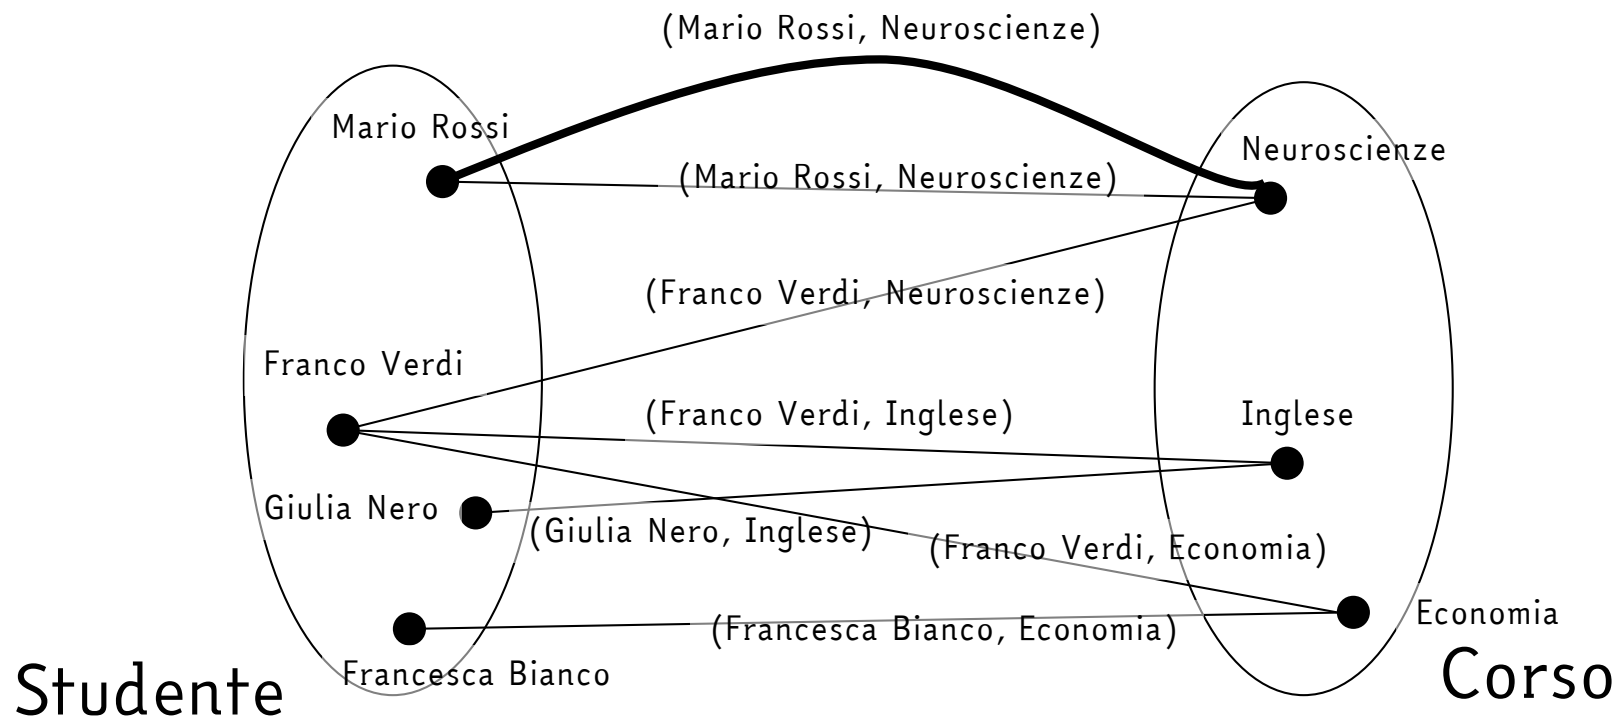 (Mario Rossi, Neuroscienze)
Mario Rossi
Neuroscienze
(Mario Rossi, Neuroscienze)
(Franco Verdi, Neuroscienze)
Franco Verdi
(Franco Verdi, Inglese)
Inglese
Giulia Nero
(Giulia Nero, Inglese)
(Franco Verdi, Economia)
Economia
(Francesca Bianco, Economia)
Francesca Bianco
Studente
Corso